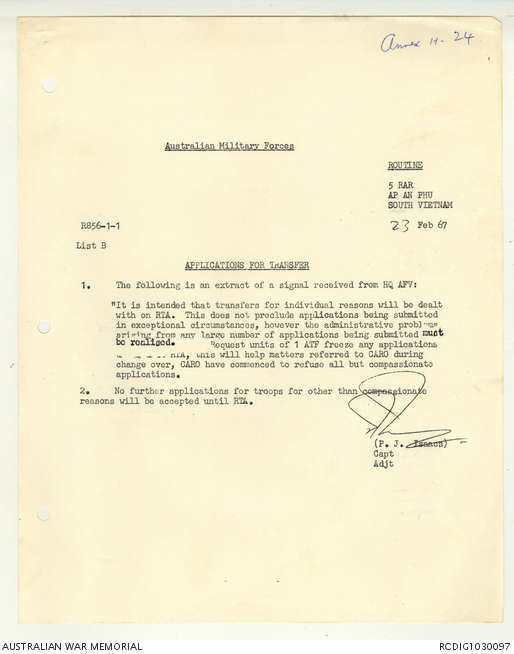 Annex H-24
Australian Military Forces
ROUTINE
5 RAR
AP AN PHU
SOUTH VIETNAM
R856-1-1
23 Feb 67
List B
APPLICATIONS FOR TRANSFER
1. The following is an extract of a signal received from HQ AFV:
"It is intended that transfers for individual reasons will be dealt
with on RTA. This does not preclude applications being submitted
in exceptional circumstances, however the administrative problems
arising from any large number of applications being submitted must
be realised. Request units of 1 ATF freeze any applications
RTA, this will help matters referred to CARO during
change over, CARO have commenced to refuse all but compassionate
applications.
2. No further applications for troops for other than compassionate
reasons will be accepted until RTA.
(P. J. Isaacs)
Capt
Adjt
AUSTRALIAN WAR MEMORIAL
RCDIG1030097